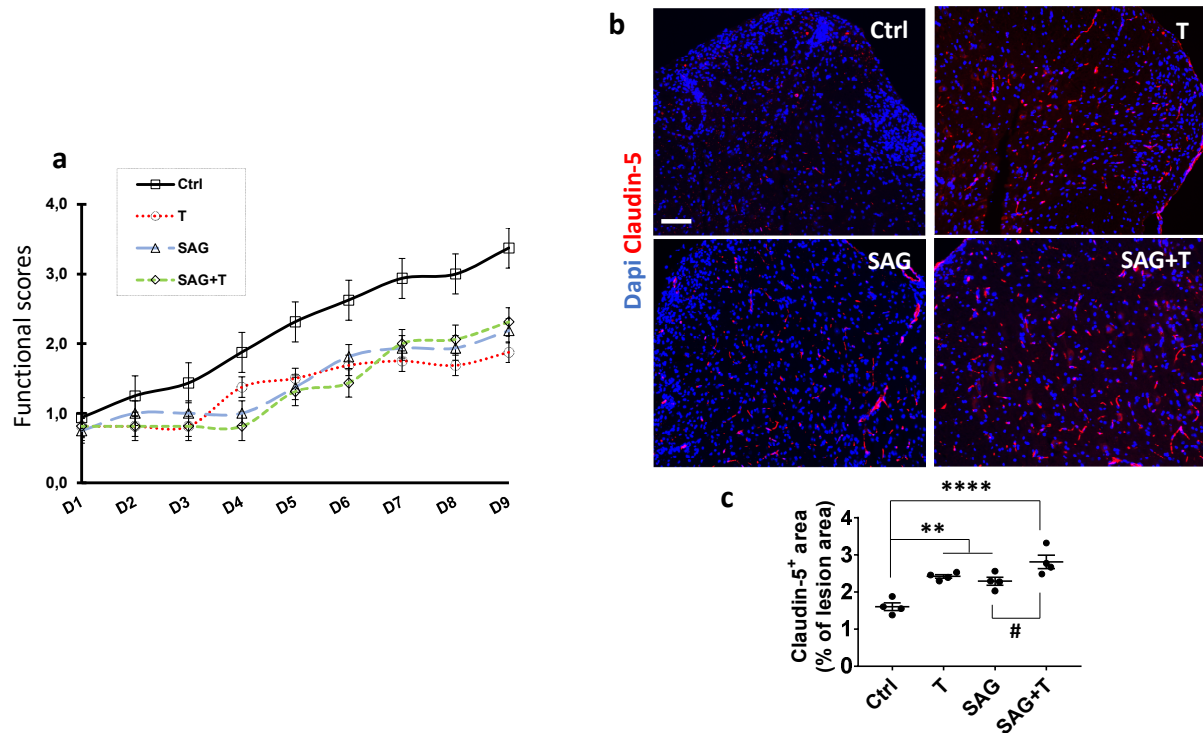 a
Ctrl
T
SAG
SAG+T
Functional scores
4,0
3,0
2,0
1,0
0,0
D1 D2 D3 D4 D5 D6 D7 D8 D9
b
Dapi Claudin-5
Ctrl
T
SAG
SAG+T
c
Claudin-5+ area
(% of lesion area)
4
3
2
1
0
****
**
#
Ctrl T SAG SAG+T